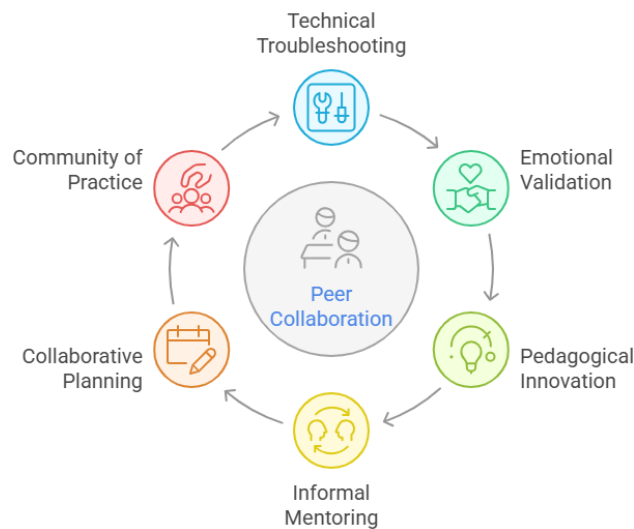 Technical
Troubleshooting
Emotional
Validation
Pedagogical
Innovation
Informal
Mentoring
Collaborative
Planning
Community of
Practice
Peer
Collaboration